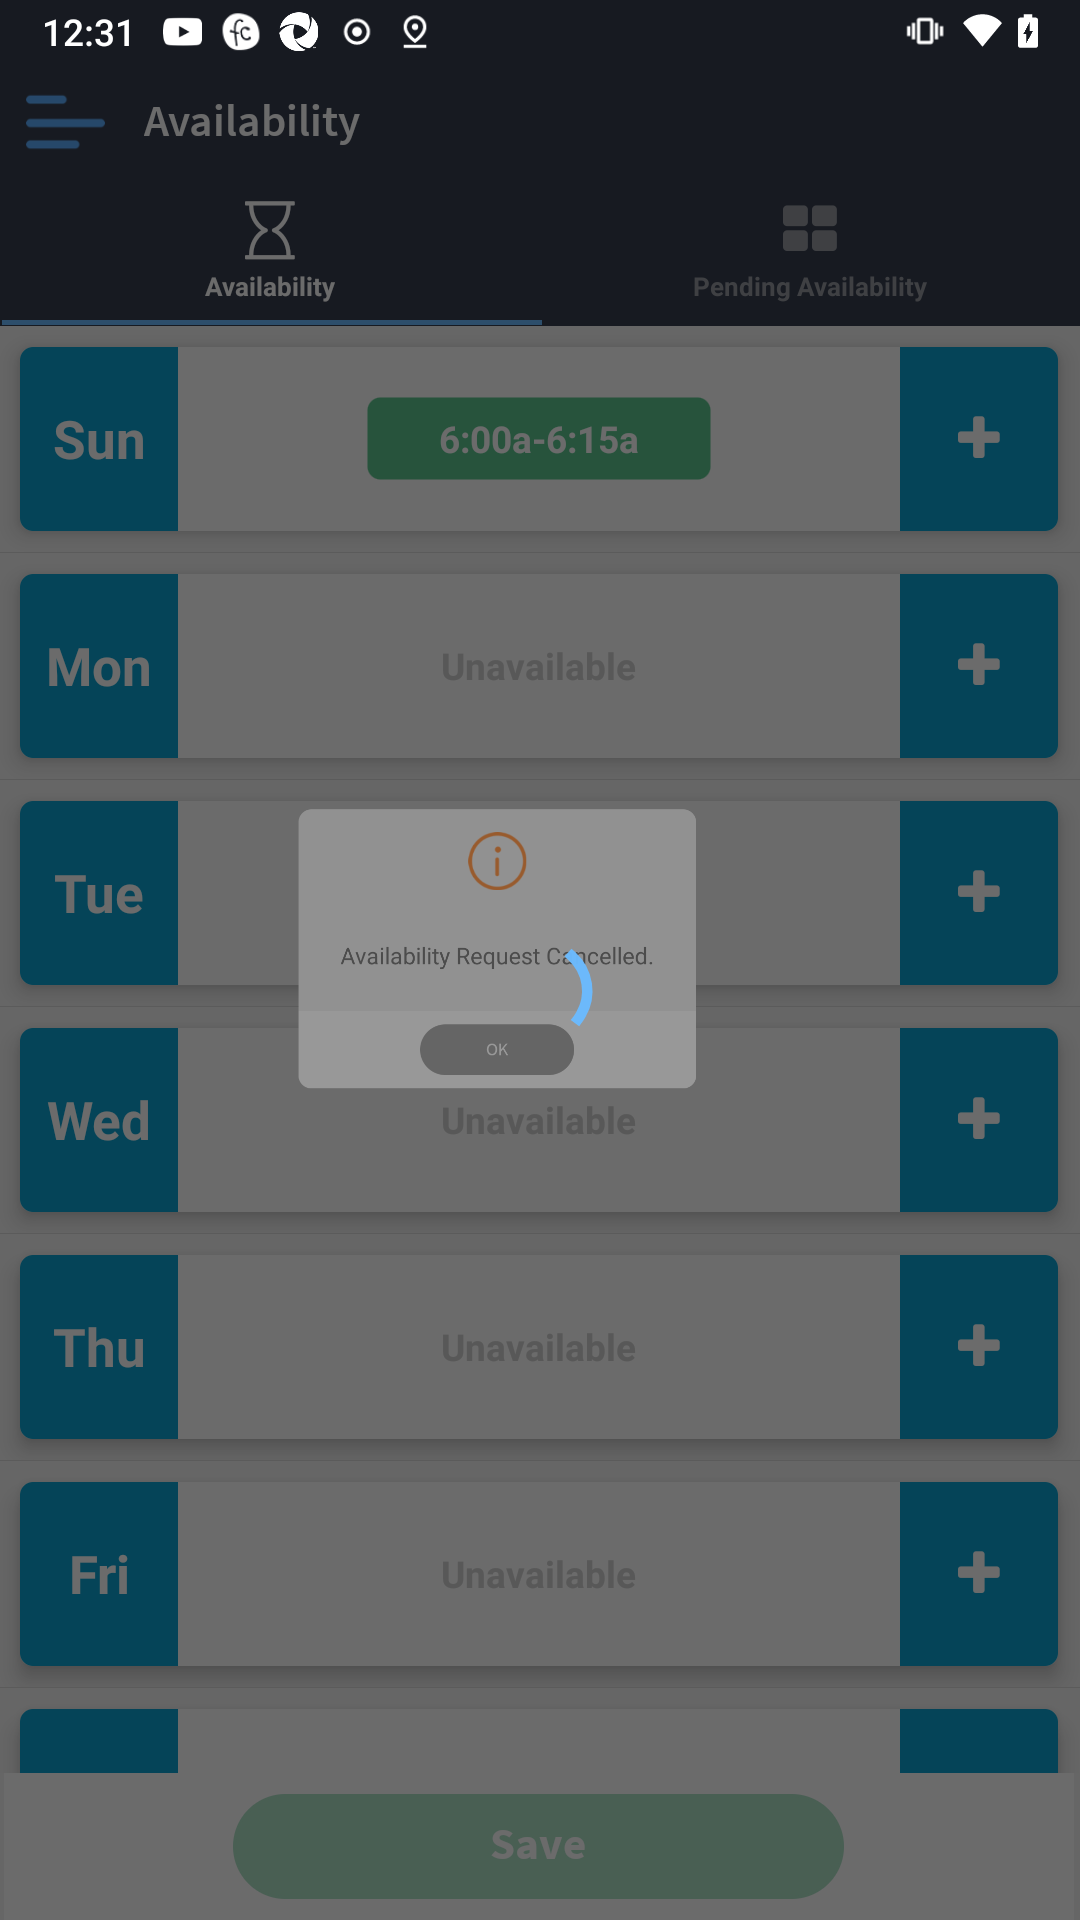 12:31
Availability
Availability
Pending Availability
Sun
6:00a-6:15a
Mon
Unavailable
Tue
Availability Request Cancelled.
OK
Wed
Unavailable
Thu
Unavailable
Fri
Unavailable
Save